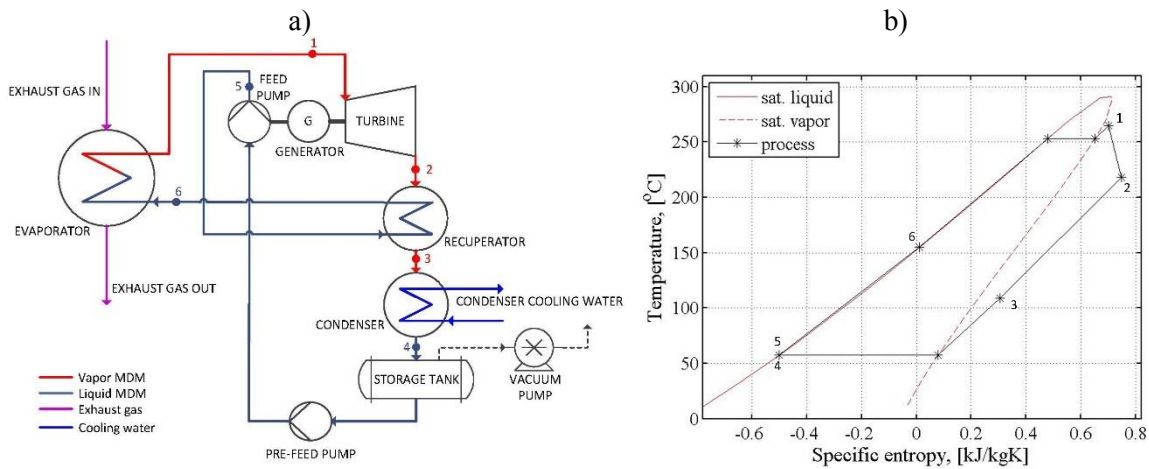 a)
b)
1
5
FEED
PUMP
EXHAUST GAS IN
G
TURBINE
GENERATOR
2
6
EVAPORATOR
RECUPERATOR
3
EXHAUST GAS OUT
CONDENSER COOLING WATER
CONDENSER
4
STORAGE TANK
VACUUM
PUMP
Vapor MDM
Liquid MDM
Exhaust gas
Cooling water
PRE-FEED PUMP
Temperature, [°C]
300
250
200
150
100
50
0
sat. liquid
sat. vapor
process
1
2
6
3
5
4
-0.6
-0.4
-0.2
0
0.2
0.4
0.6
0.8
Specific entropy, [kJ/kgK]